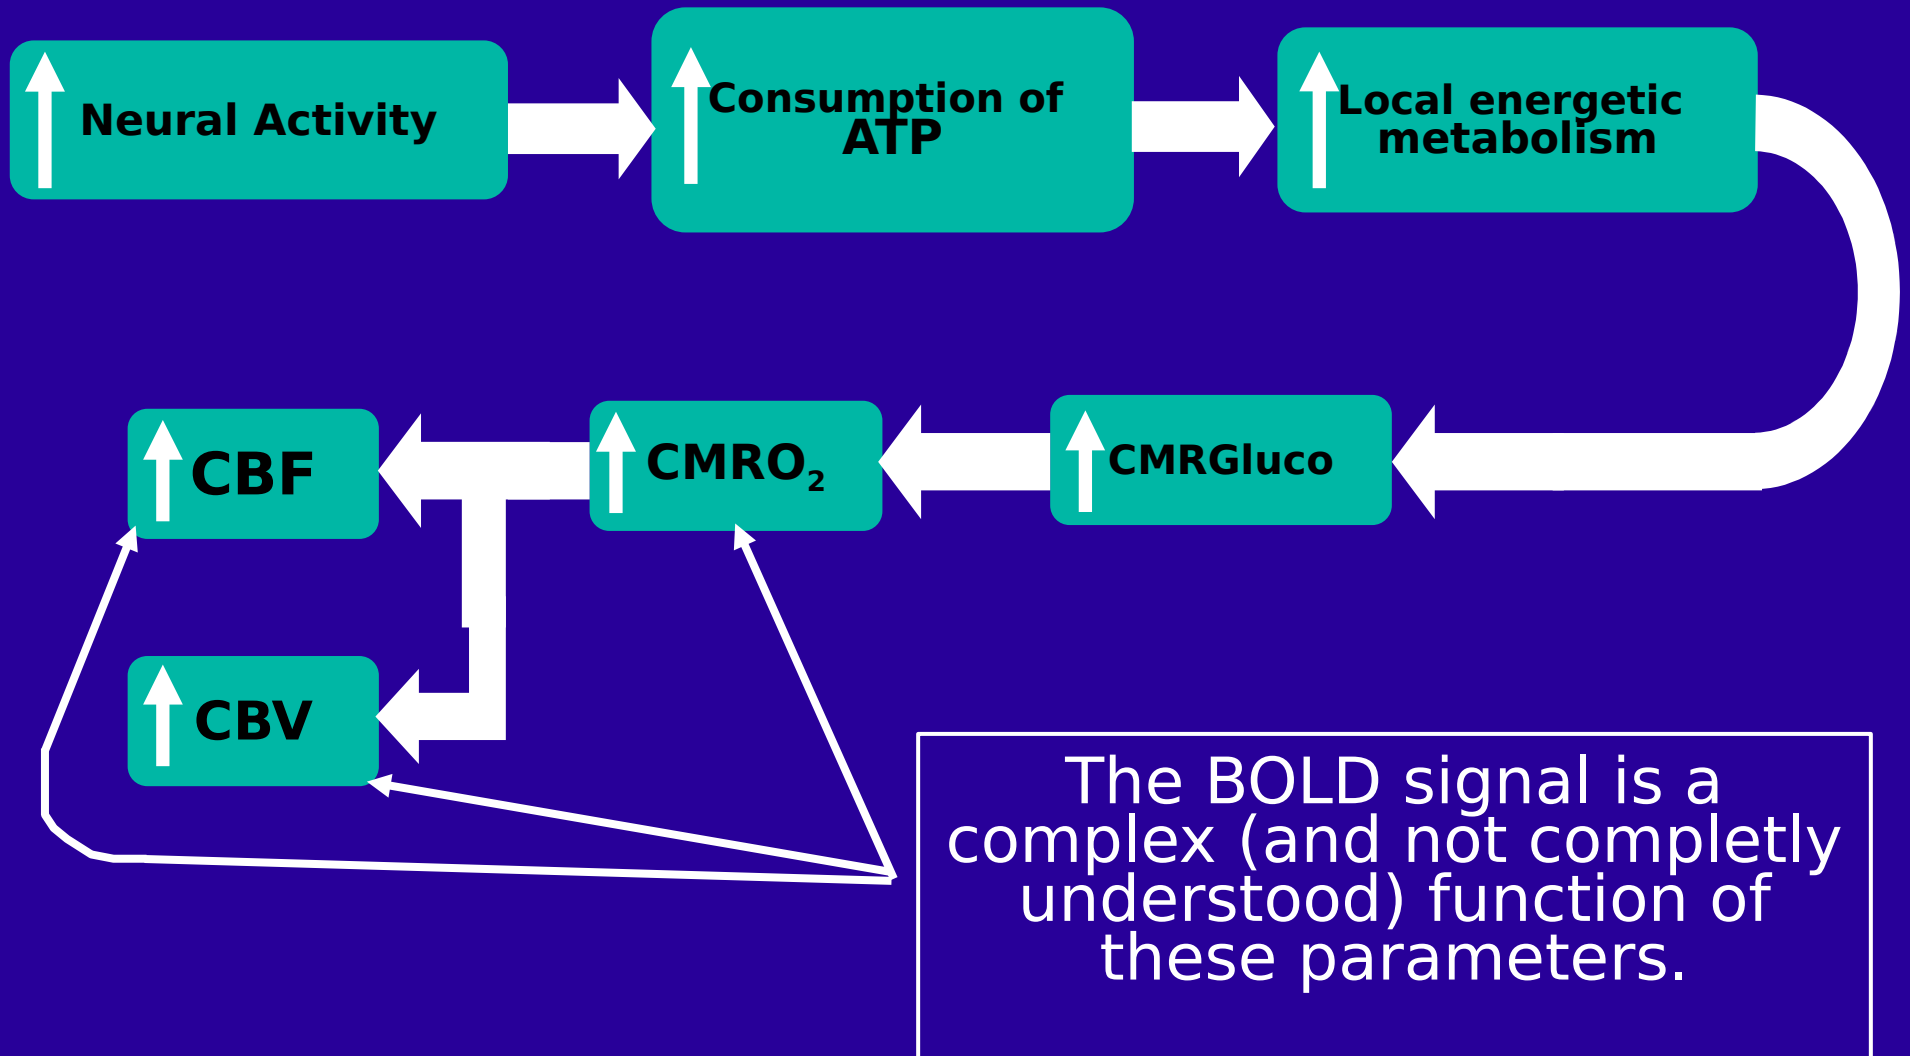 Neural Activity
Consumption of
ATP
Local energetic
metabolism
CBF
CMRO₂
CMRGluco
CBV
The BOLD signal is a
complex (and not completly
understood) function of
these parameters.